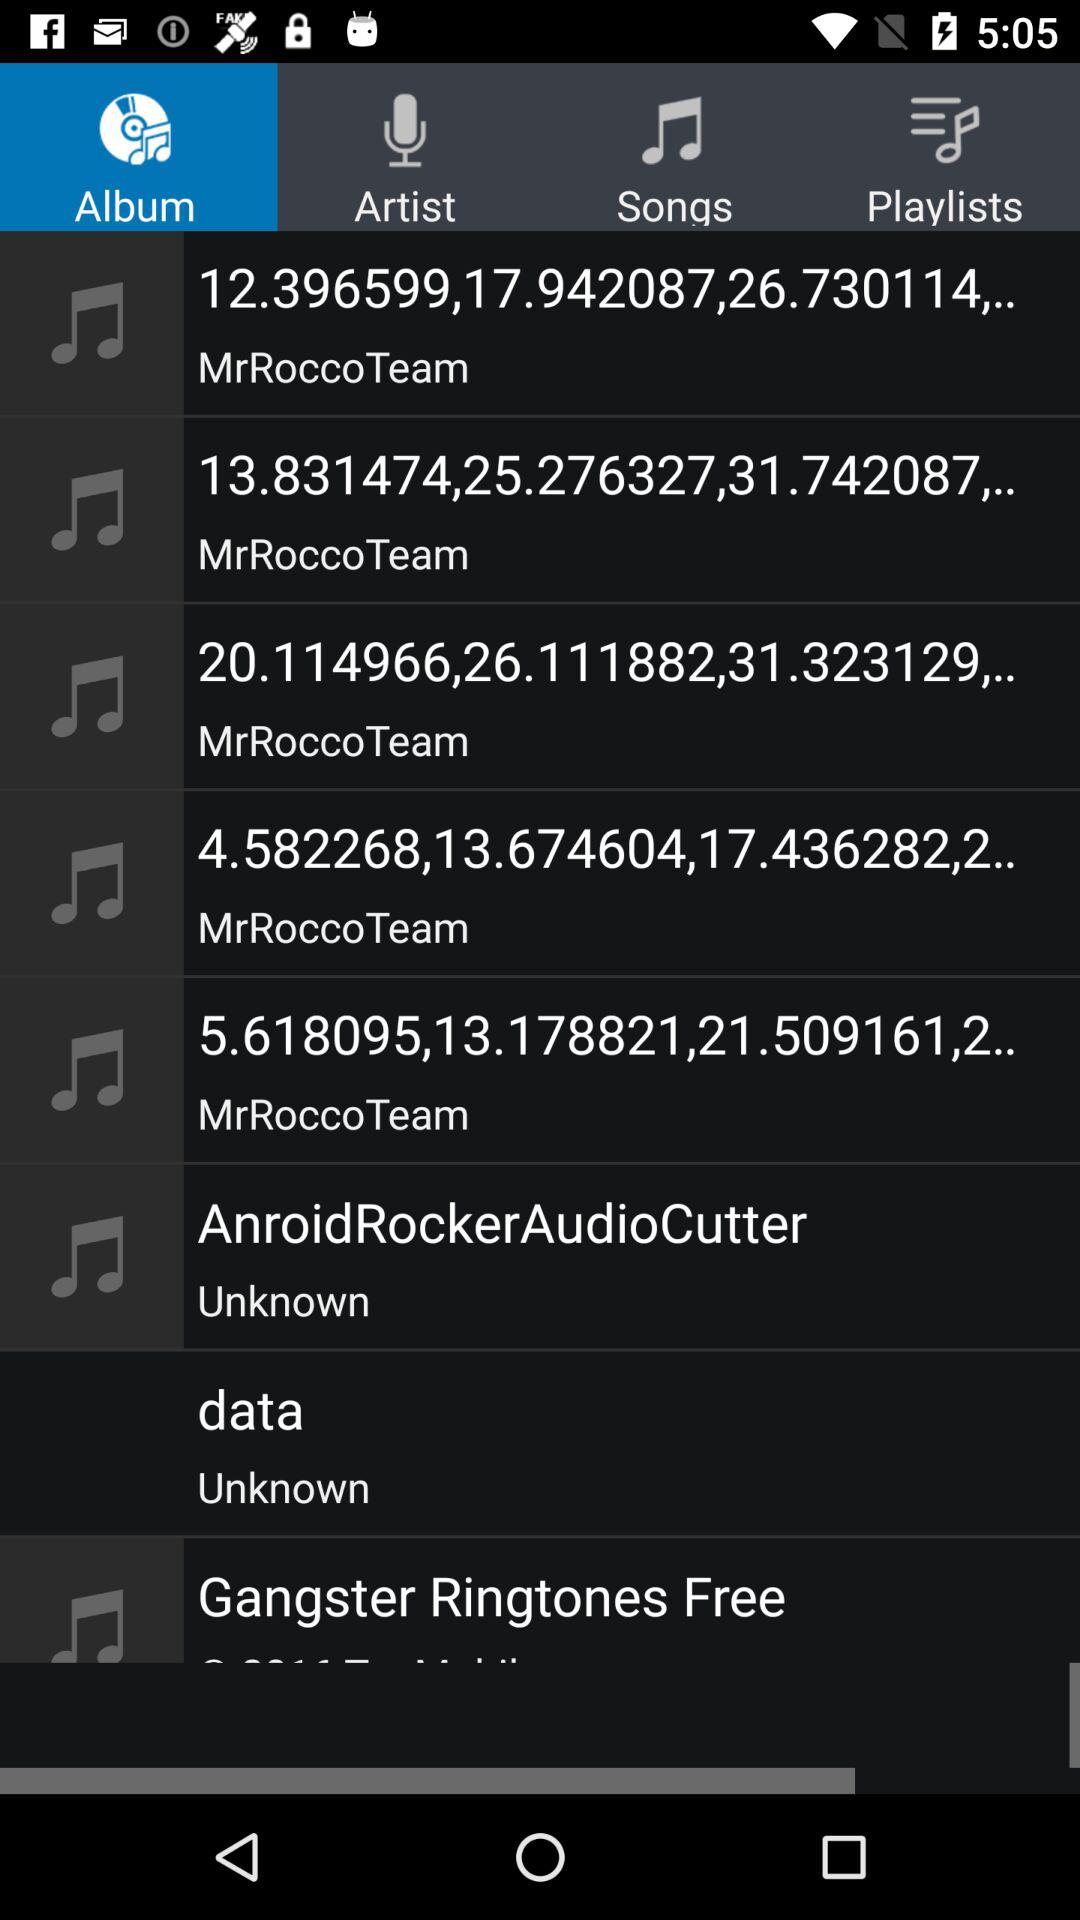 FAKE
5:05
Album Artist Songs Playlists
12.396599,17.942087,26.730114,..
MrRoccoTeam
13.831474,25.276327,31.742087,..
MrRoccoTeam
20.114966,26.111882,31.323129,..
MrRoccoTeam
4.582268,13.674604,17.436282,2..
MrRoccoTeam
5.618095,13.178821,21.509161,2..
MrRoccoTeam
AnroidRockerAudioCutter
Unknown
data
Unknown
Gangster Ringtones Free